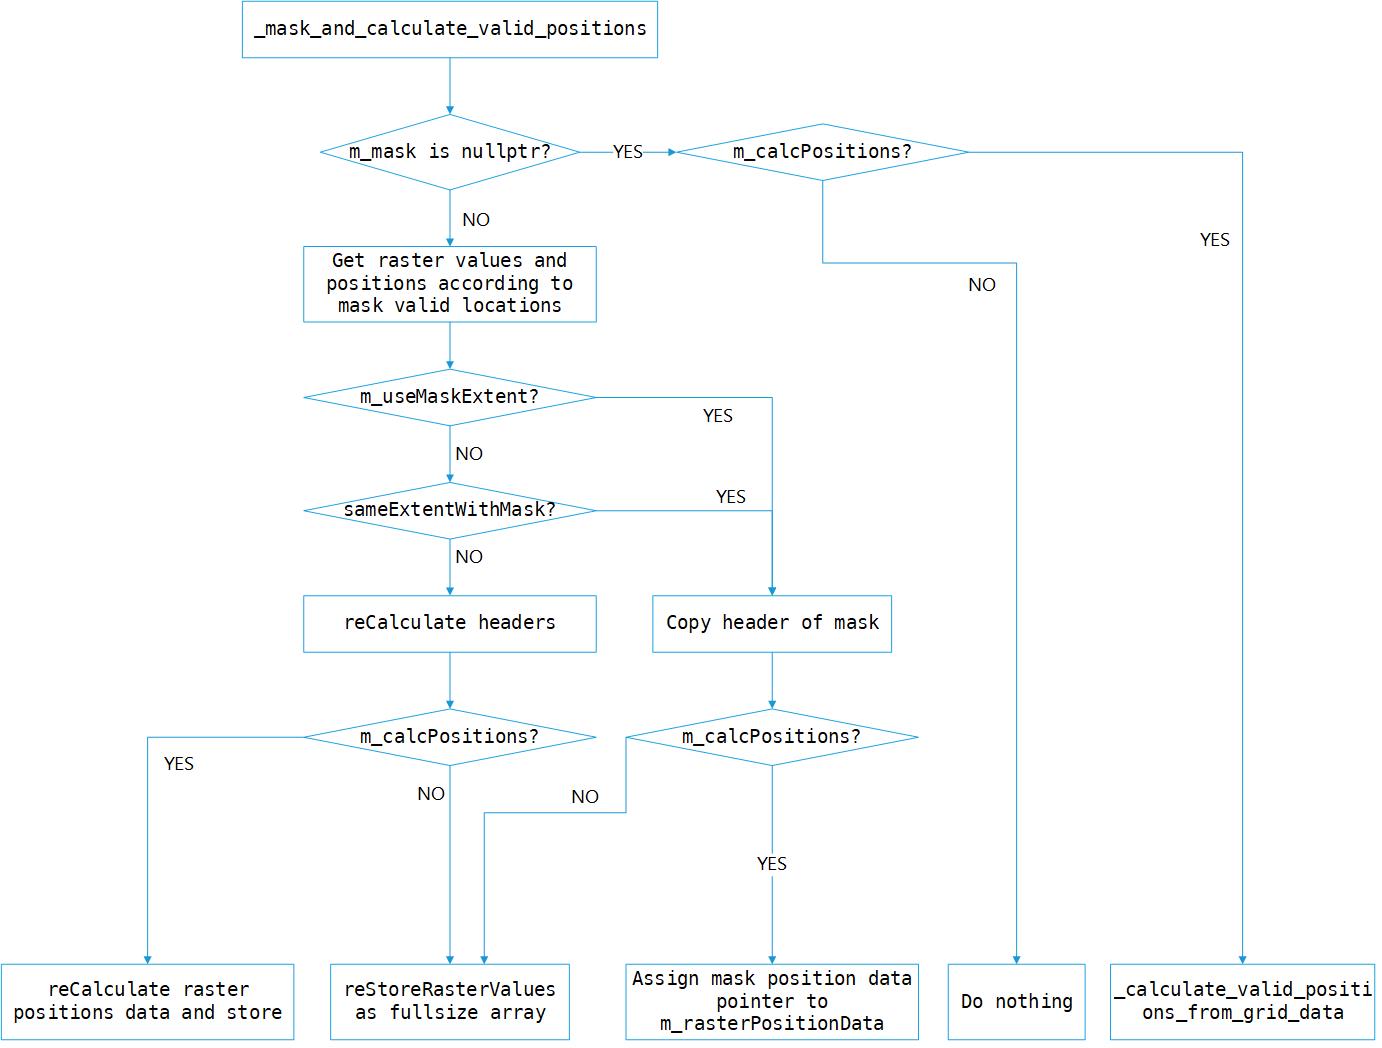 _mask_and_calculate_valid_positions
m_mask is nullptr?
YES
m_calcPositions?
NO
YES
Get raster values and
positions according to
mask valid locations
NO
m_useMaskExtent?
YES
NO
sameExtentWithMask?
YES
NO
reCalculate headers
Copy header of mask
m_calcPositions?
m_calcPositions?
YES
NO
NO
YES
reCalculate raster
positions data and store
reStoreRasterValues
as fullsize array
Assign mask position data
pointer to
m_rasterPositionData
Do nothing
_calculate_valid_positi
ons_from_grid_data